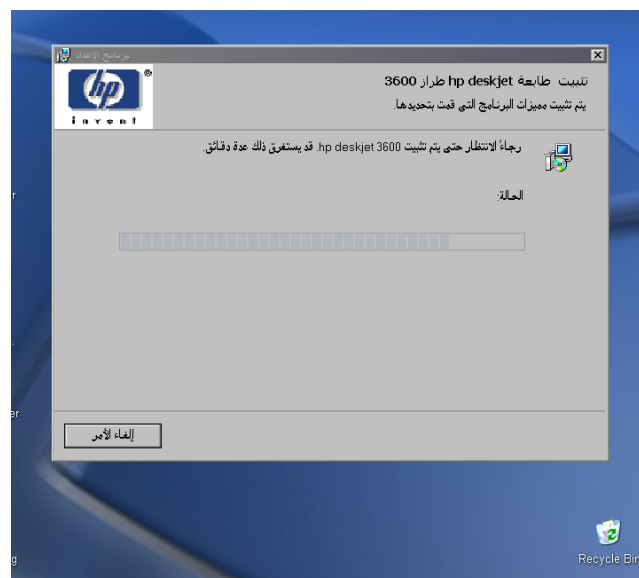 برنامج الإعداد
hp
®
invent
تثبيت طابعة hp deskjet طراز 3600
يتم تثبيت مميزات البرنامج التي قمت بتحديدها.
رجاءً الانتظار حتى يتم تثبيت hp deskjet 3600. قد يستغرق ذلك عدة دقائق.
الحالة:
إلغاء الأمر
Recycle Bin